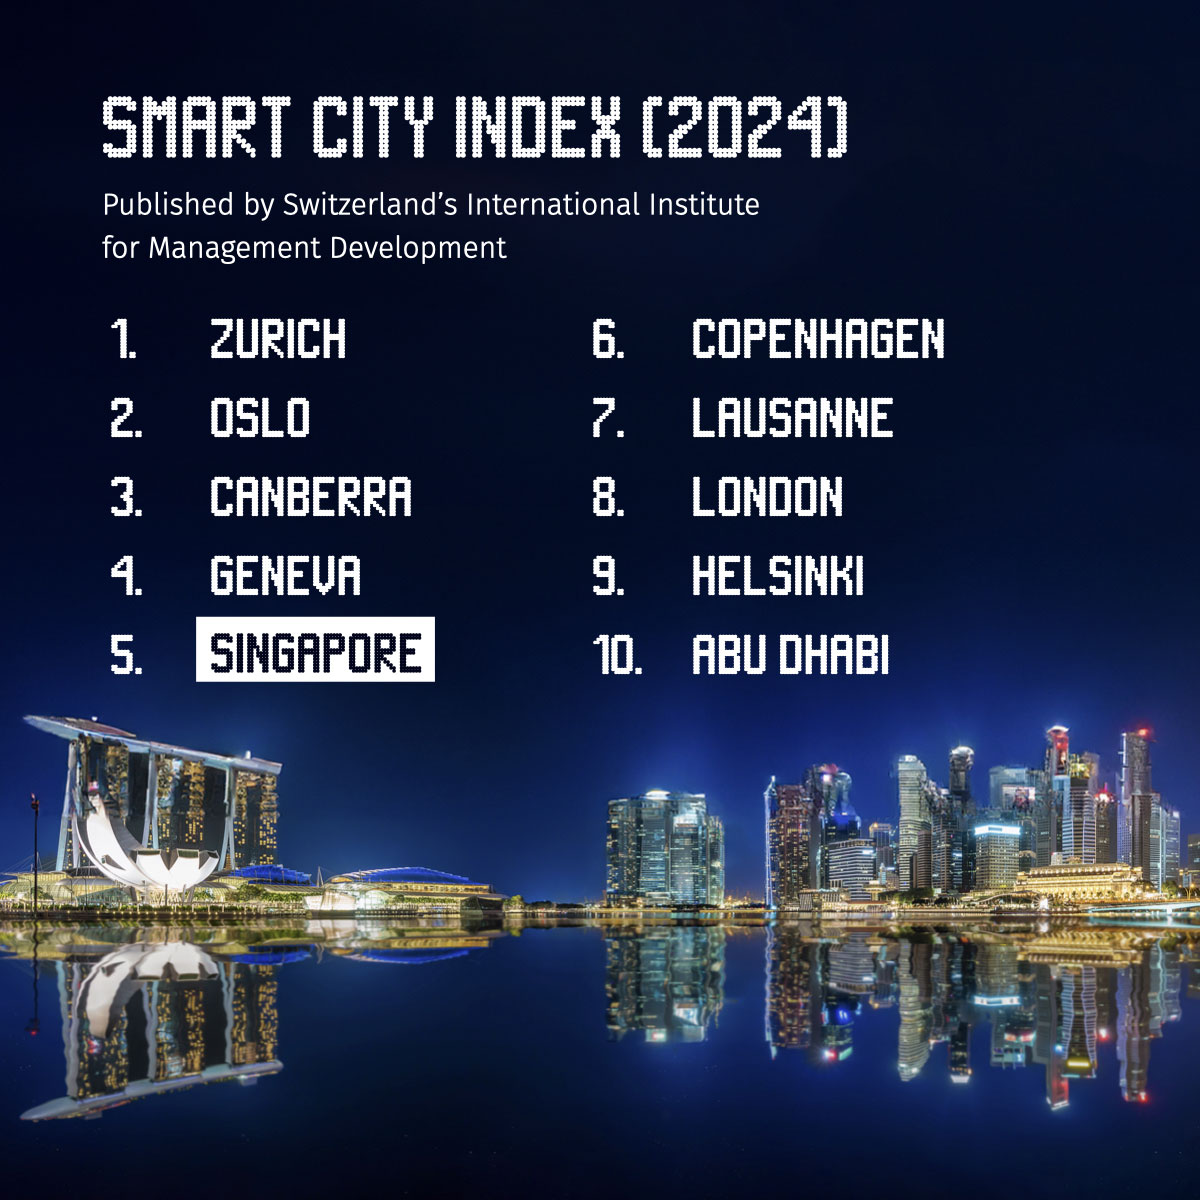 SMART CITY INDEX (2024)
Published by Switzerland’s International Institute
for Management Development
1. ZURICH
2. OSLO
3. CANBERRA
4. GENEVA
5. SINGAPORE
6. COPENHAGEN
7. LAUSANNE
8. LONDON
9. HELSINKI
10. ABU DHABI